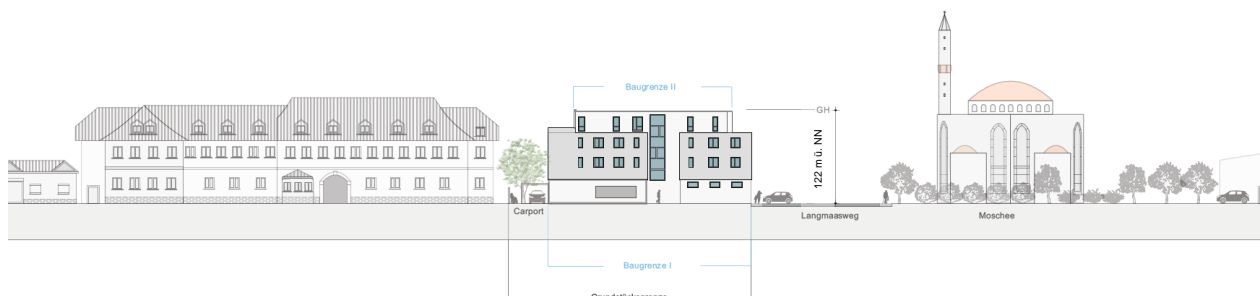 Baugrenze II
GH
122 m ü. NN
Carport
Langmaasweg
Moschee
Baugrenze I